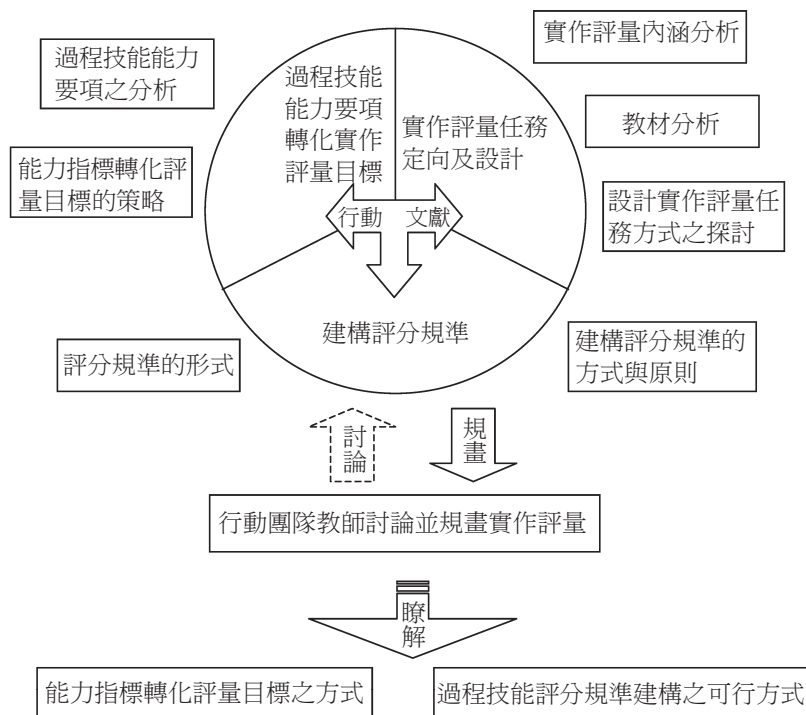 過程技能能力
要項之分析
能力指標轉化評
量目標的策略
過程技能
能力要項
轉化實作
評量目標
實作評量任務
定向及設計
實作評量內涵分析
教材分析
設計實作評量任
務方式之探討
行動
文獻
建構評分規準
評分規準的形式
建構評分規準的
方式與原則
討論
規畫
行動團隊教師討論並規畫實作評量
瞭解
能力指標轉化評量目標之方式
過程技能評分規準建構之可行方式